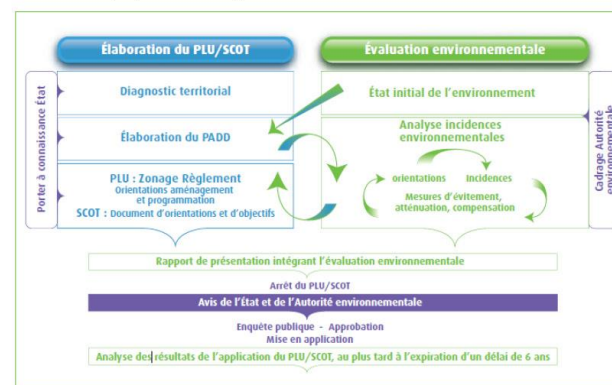 Élaboration du PLU/SCOT
Évaluation environnementale
Porter à connaissance État
Diagnostic territorial
Élaboration du PADD
PLU : Zonage Règlement
Orientations aménagement
et programmation
SCOT : Document d'orientations et d'objectifs
État initial de l'environnement
Analyse incidences
environnementales
orientations
incidences
Mesures d'évitement,
atténuation, compensation
Cadrage Autorité
environnementale
Rapport de présentation intégrant l'évaluation environnementale
Arrêt du PLU/SCOT
Avis de l'État et de l'Autorité environnementale
Enquête publique - Approbation
Mise en application
Analyse des résultats de l'application du PLU/SCOT, au plus tard à l'expiration d'un délai de 6 ans